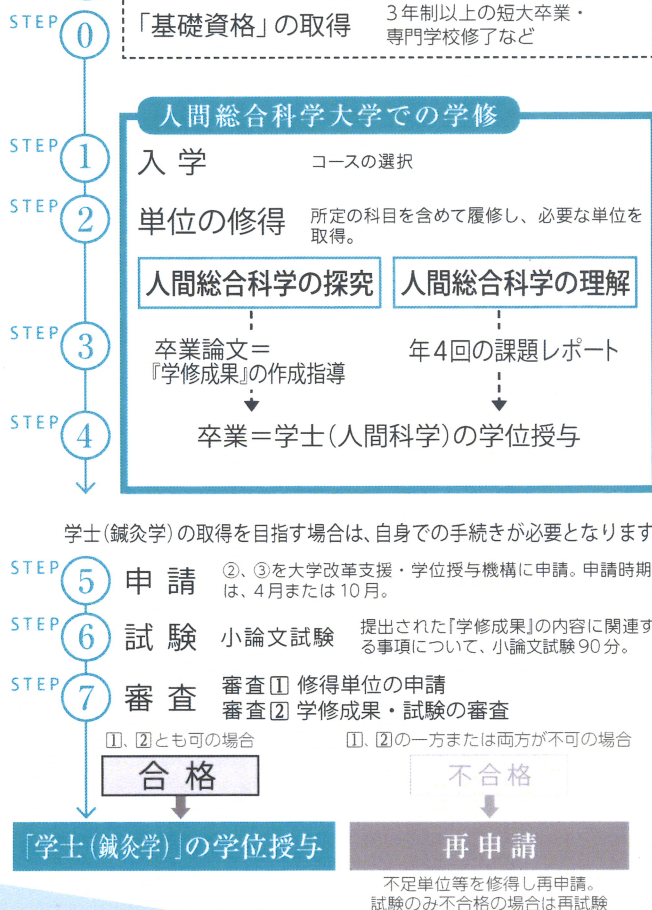 STEP 0
「基礎資格」の取得
3年制以上の短大卒業・
専門学校修了など
人間総合科学大学での学修
STEP 1
入学
コースの選択
STEP 2
単位の修得
所定の科目を含めて履修し、必要な単位を
取得。
人間総合科学の探究
人間総合科学の理解
STEP 3
卒業論文＝
『学修成果』の作成指導
年4回の課題レポート
STEP 4
卒業＝学士(人間科学)の学位授与
学士(鍼灸学)の取得を目指す場合は、自身での手続きが必要となります
STEP 5
申請
②、③を大学改革支援・学位授与機構に申請。申請時期
は、4月または10月。
STEP 6
試験
小論文試験
提出された『学修成果』の内容に関連す
る事項について、小論文試験90分。
STEP 7
審査
審査1 修得単位の申請
審査2 学修成果・試験の審査
1、2とも可の場合
1、2の一方または両方が不可の場合
合格
不合格
「学士(鍼灸学)」の学位授与
再申請
不足単位等を修得し再申請。
試験のみ不合格の場合は再試験